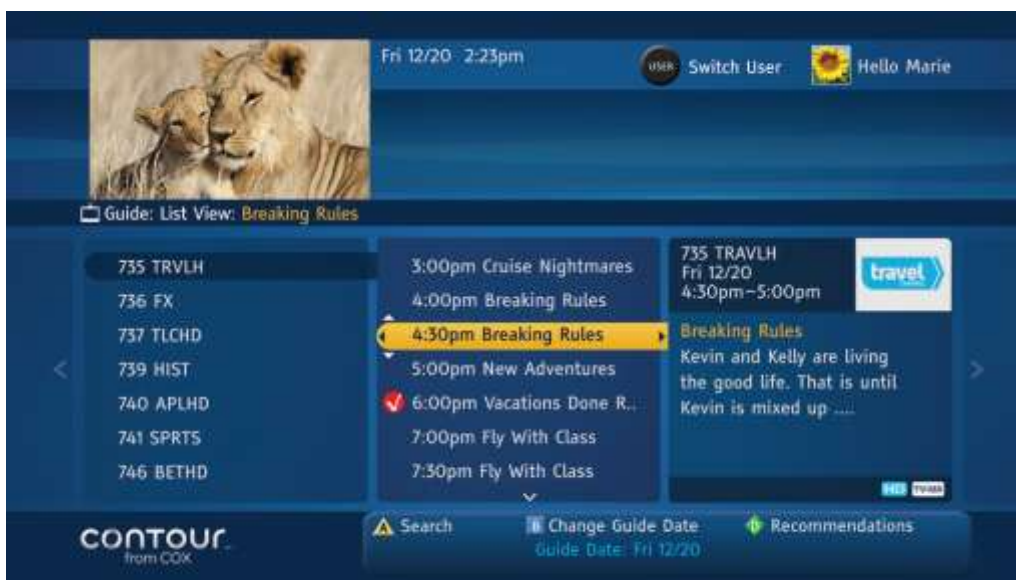 Fri 12/20 2:23pm
USER Switch User
Hello Marie
Guide: List View: Breaking Rules
735 TRVLH
736 FX
737 TLCHD
739 HIST
740 APLHD
741 SPRTS
746 BETHD
3:00pm Cruise Nightmares
4:00pm Breaking Rules
4:30pm Breaking Rules
5:00pm New Adventures
6:00pm Vacations Done R..
7:00pm Fly With Class
7:30pm Fly With Class
735 TRAVLH
Fri 12/20
4:30pm-5:00pm
travel
Breaking Rules
Kevin and Kelly are living
the good life. That is until
Kevin is mixed up ....
HD TV-MA
contour
from COX
A Search
B Change Guide Date
Guide Date: Fri 12/20
D Recommendations